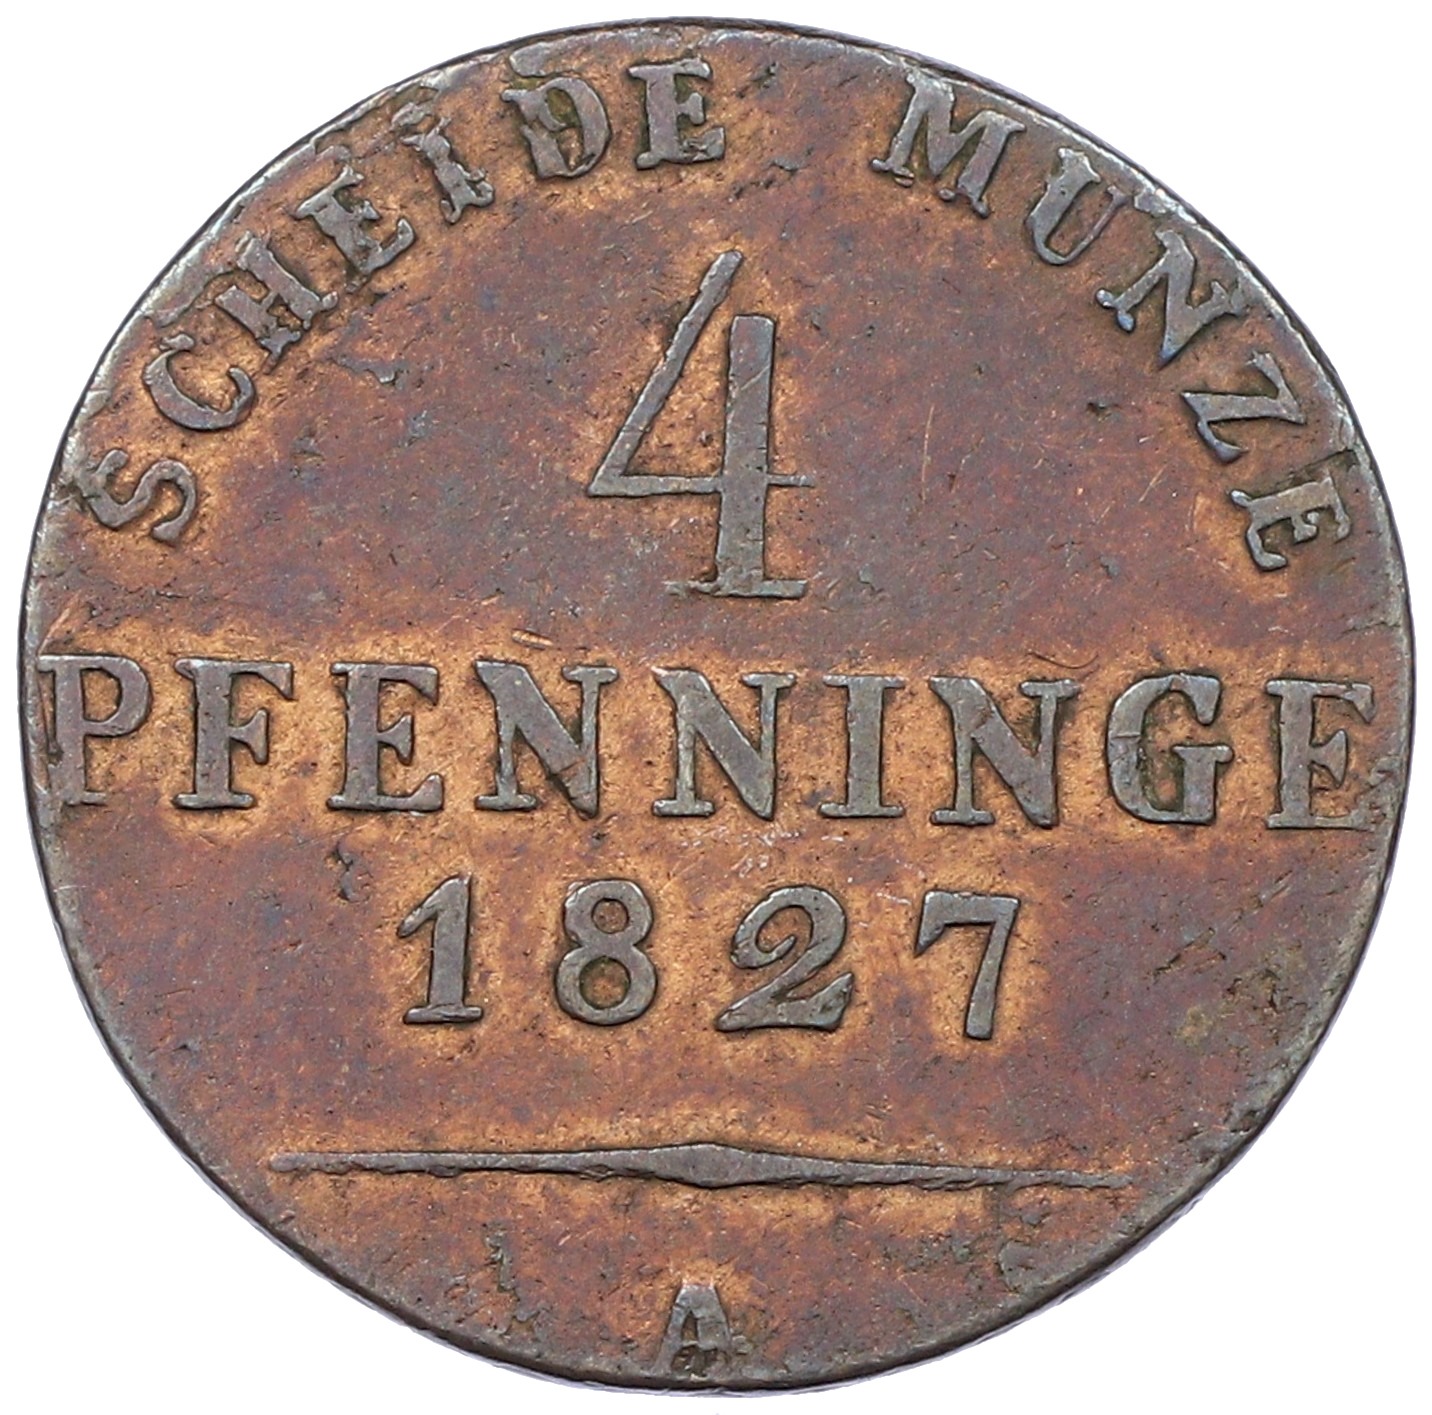 SCHEIDE MUNZE
4
PFENNINGE
1827
A